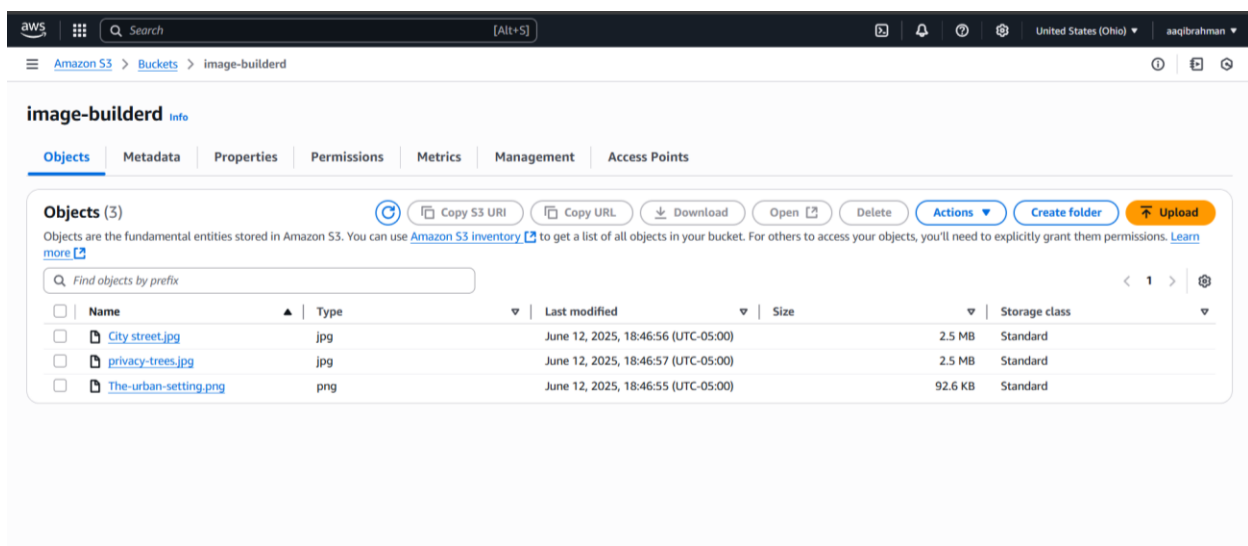 aws Search [Alt+S] United States (Ohio) aaqibrahman
Amazon S3 > Buckets > image-builderd
image-builderd Info
Objects Metadata Properties Permissions Metrics Management Access Points
Objects (3) Copy S3 URI Copy URL Download Open Delete Actions Create folder Upload
Objects are the fundamental entities stored in Amazon S3. You can use Amazon S3 inventory to get a list of all objects in your bucket. For others to access your objects, you'll need to explicitly grant them permissions. Learn
more
Find objects by prefix 1
Name Type Last modified Size Storage class
City street.jpg jpg June 12, 2025, 18:46:56 (UTC-05:00) 2.5 MB Standard
privacy-trees.jpg jpg June 12, 2025, 18:46:57 (UTC-05:00) 2.5 MB Standard
The-urban-setting.png png June 12, 2025, 18:46:55 (UTC-05:00) 92.6 KB Standard